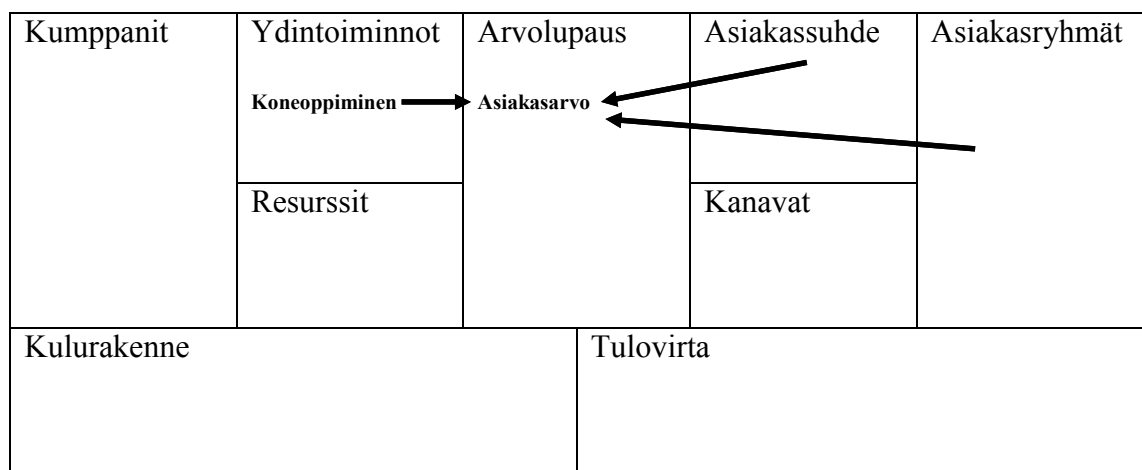 Kumppanit
Ydintoiminnot
Koneoppiminen
Resurssit
Arvolupaus
Asiakasarvo
Asiakassuhde
Kanavat
Asiakasryhmät
Kulurakenne
Tulovirta